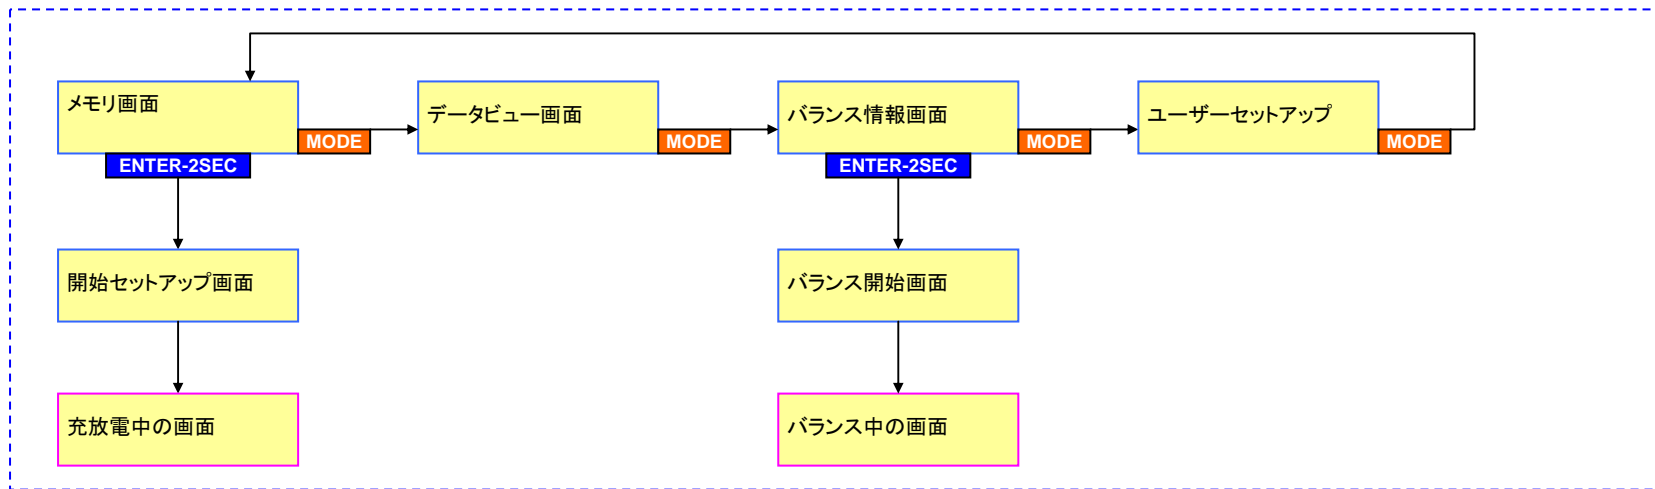 メモリ画面
データビュー画面
バランス情報画面
ユーザーセットアップ
MODE
MODE
MODE
MODE
ENTER-2SEC
ENTER-2SEC
開始セットアップ画面
バランス開始画面
充放電中の画面
バランス中の画面